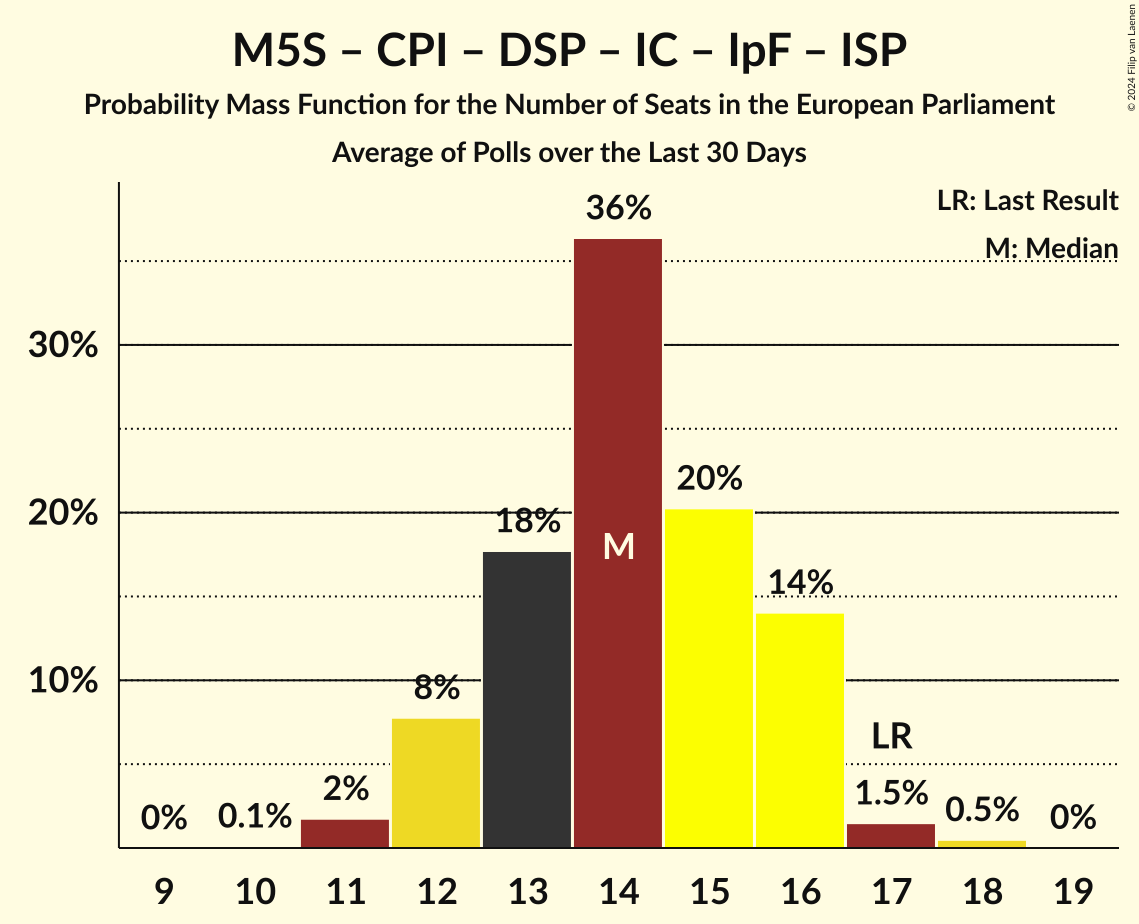 M5S – CPI – DSP – IC – IpF – ISP
Probability Mass Function for the Number of Seats in the European Parliament
Average of Polls over the Last 30 Days
© 2024 Filip van Laenen
LR: Last Result
M: Median
36%
30%
20%
20%
18%
M
14%
10%
8%
LR
2%
1.5%
0.5%
0%
0.1%
0%
9 10 11 12 13 14 15 16 17 18 19